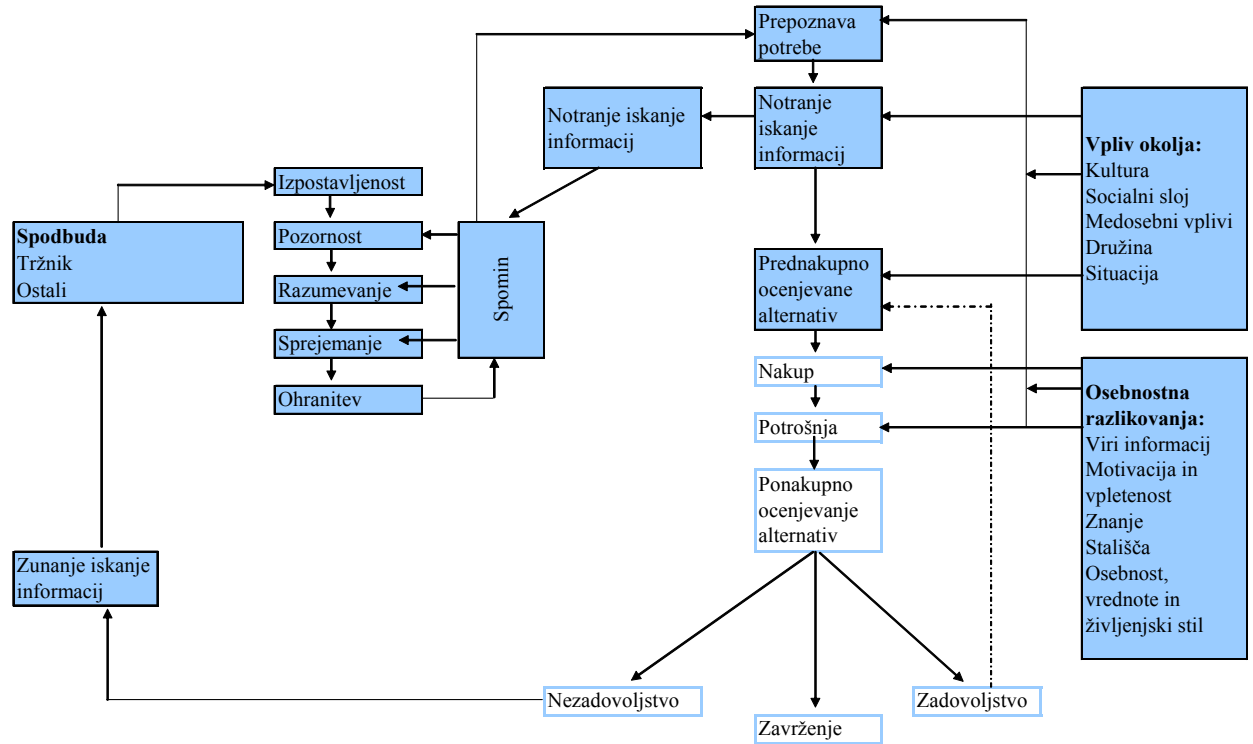 Prepoznava
potrebe
Notranje iskanje
informacij
Notranje
iskanje
informacij
Vpliv okolja:
Kultura
Socialni sloj
Medosebni vplivi
Družina
Situacija
Izpostavljenost
Spodbuda
Tržnik
Ostali
Pozornost
Razumevanje
Sprejemanje
Ohranitev
Spomin
Prednakupno
ocenjevane
alternativ
Nakup
Potrošnja
Ponakupno
ocenjevanje
alternativ
Osebnostna
razlikovanja:
Viri informacij
Motivacija in
vpletenost
Znanje
Stališča
Osebnost,
vrednote in
življenjski stil
Zunanje iskanje
informacij
Nezadovoljstvo
Zavrženje
Zadovoljstvo